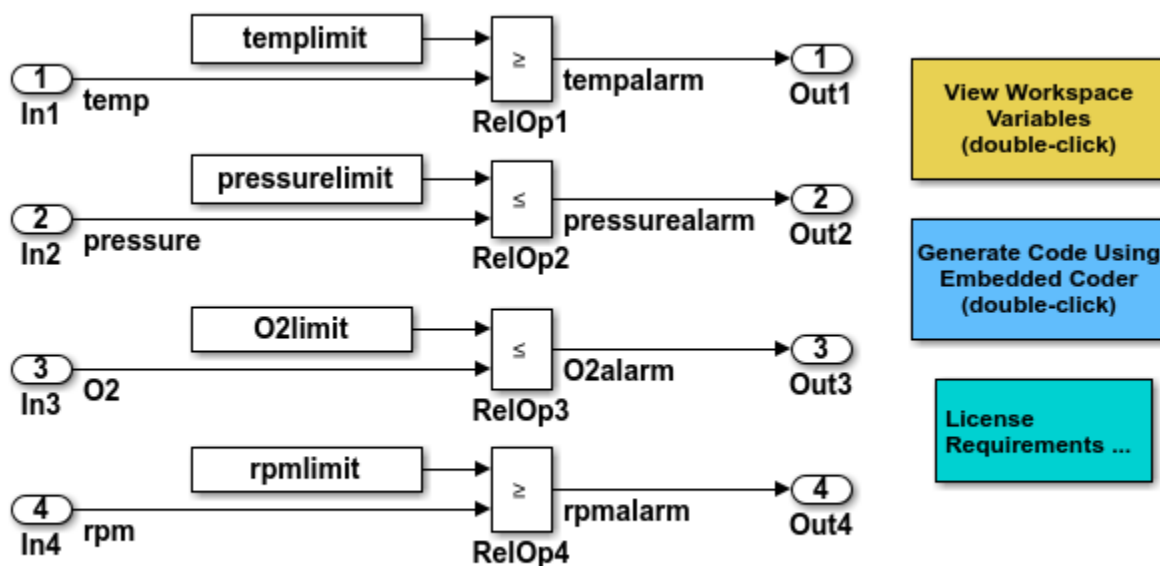 templimit
≥
1
In1
temp
RelOp1
tempalarm
1
Out1
pressurelimit
≤
2
In2
pressure
RelOp2
pressurealarm
2
Out2
O2limit
≤
3
In3
O2
RelOp3
O2alarm
3
Out3
rpmlimit
≥
4
In4
rpm
RelOp4
rpmalarm
4
Out4
View Workspace
Variables
(double-click)
Generate Code Using
Embedded Coder
(double-click)
License
Requirements ...